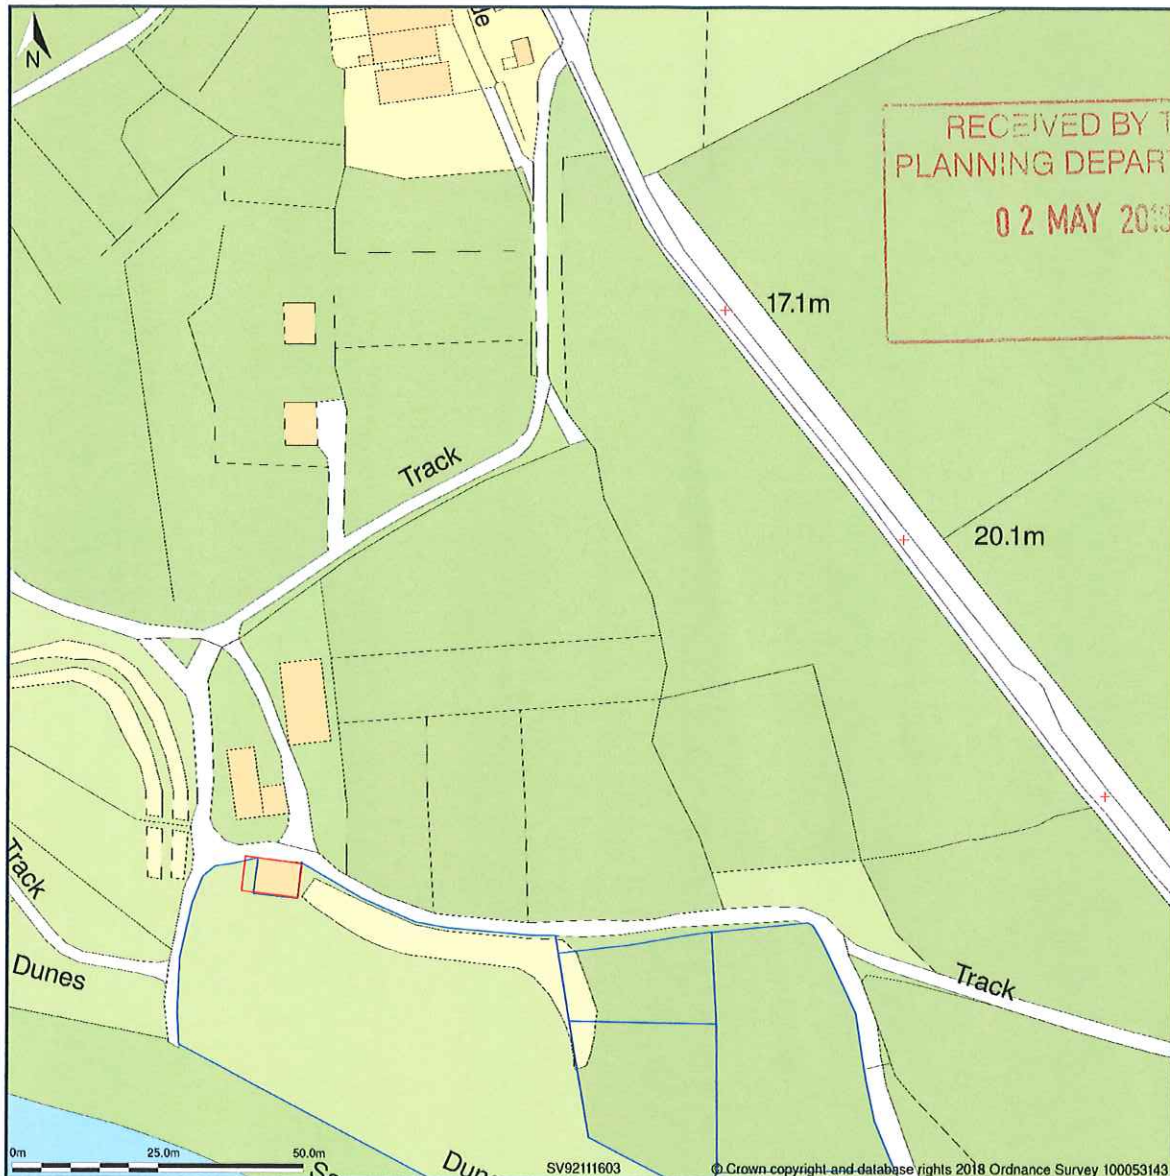 N
RECEIVED BY T
PLANNING DEPART
02 MAY 201
17.1m
Track
20.1m
Track
Dunes
Track
0m
25.0m
50.0m
SV92111603
© Crown copyright and database rights 2018 Ordnance Survey 100053143